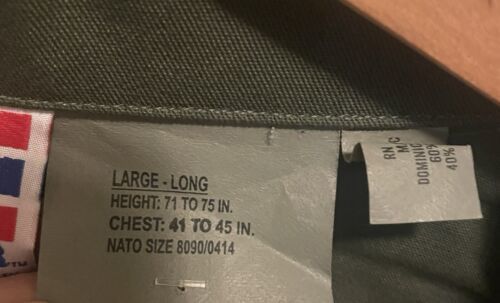 LARGE - LONG
HEIGHT: 71 TO 75 IN.
CHEST: 41 TO 45 IN.
NATO SIZE 8090/0414
RN
DOMINIC
60%
40%
TM